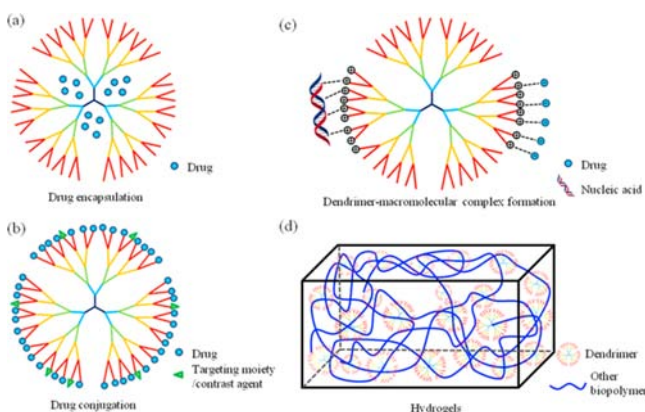 (a)
Drug
Drug encapsulation
(b)
Drug
Targeting moiety
/contrast agent
Drug conjugation
(c)
Drug
Nucleic acid
Dendrimer-macromolecular complex formation
(d)
Dendrimer
Other
biopolymer
Hydrogels